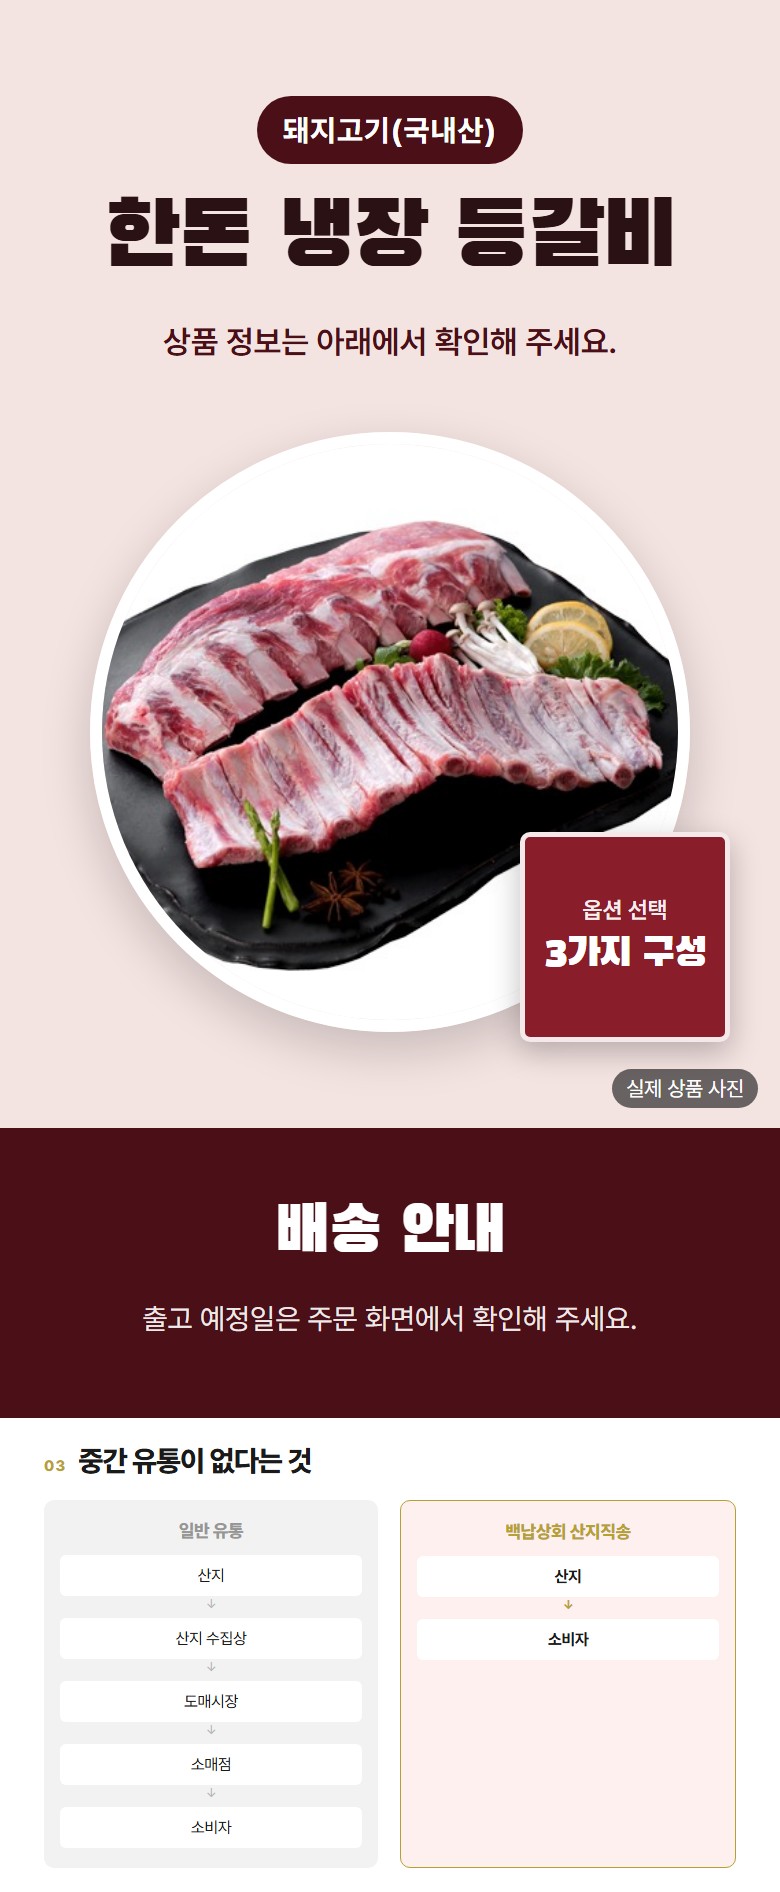 돼지고기(국내산)
한돈 냉장 등갈비
상품 정보는 아래에서 확인해 주세요.
옵션 선택
3가지 구성
실제 상품 사진
배송 안내
출고 예정일은 주문 화면에서 확인해 주세요.
03 중간 유통이 없다는 것
일반 유통
산지
↓
산지 수집상
↓
도매시장
↓
소매점
↓
소비자
백납상회 산지직송
산지
↓
소비자